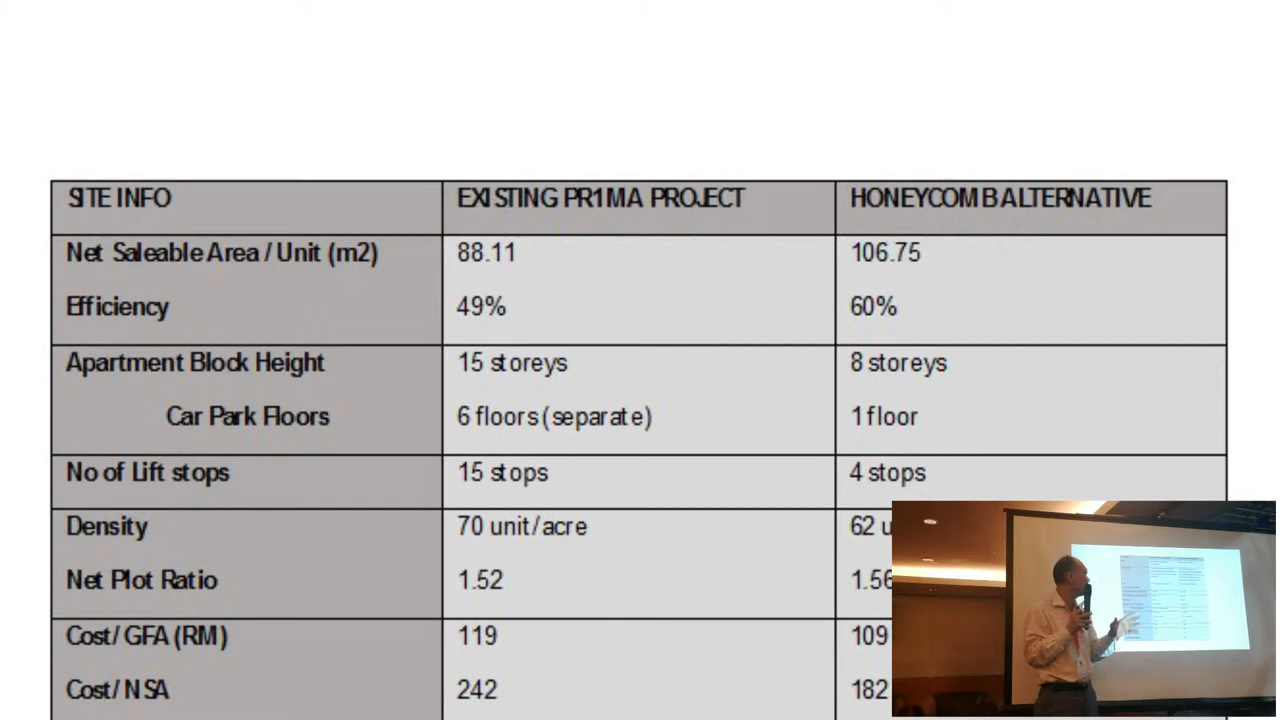 SITE INFO EXISTING PR1MA PROJECT HONEYCOMB ALTERNATIVE
Net Saleable Area / Unit (m2) 88.11 106.75
Efficiency 49% 60%
Apartment Block Height 15 storeys 8 storeys
Car Park Floors 6 floors (separate) 1 floor
No of Lift stops 15 stops 4 stops
Density 70 unit/acre 62 u
Net Plot Ratio 1.52 1.56
Cost/ GFA (RM) 119 109
Cost/ NSA 242 182